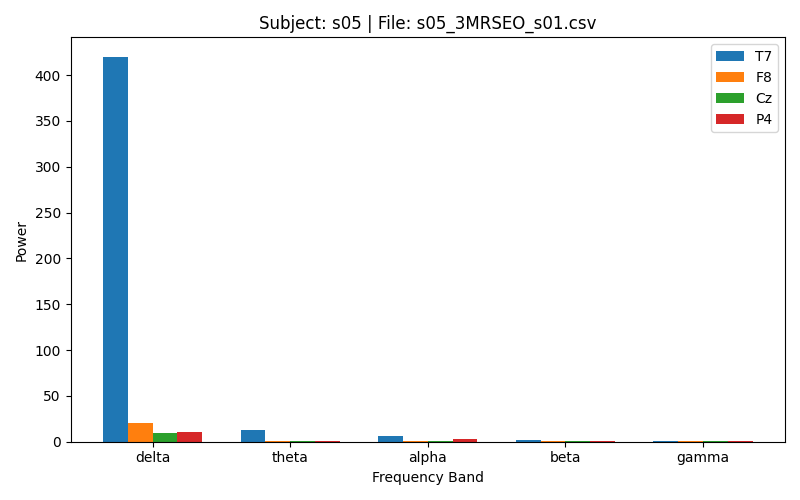 Subject: s05 | File: s05_3MRSEO_s01.csv
T7
F8
Cz
P4
400
350
300
250
200
150
100
50
0
Power
delta theta alpha beta gamma
Frequency Band